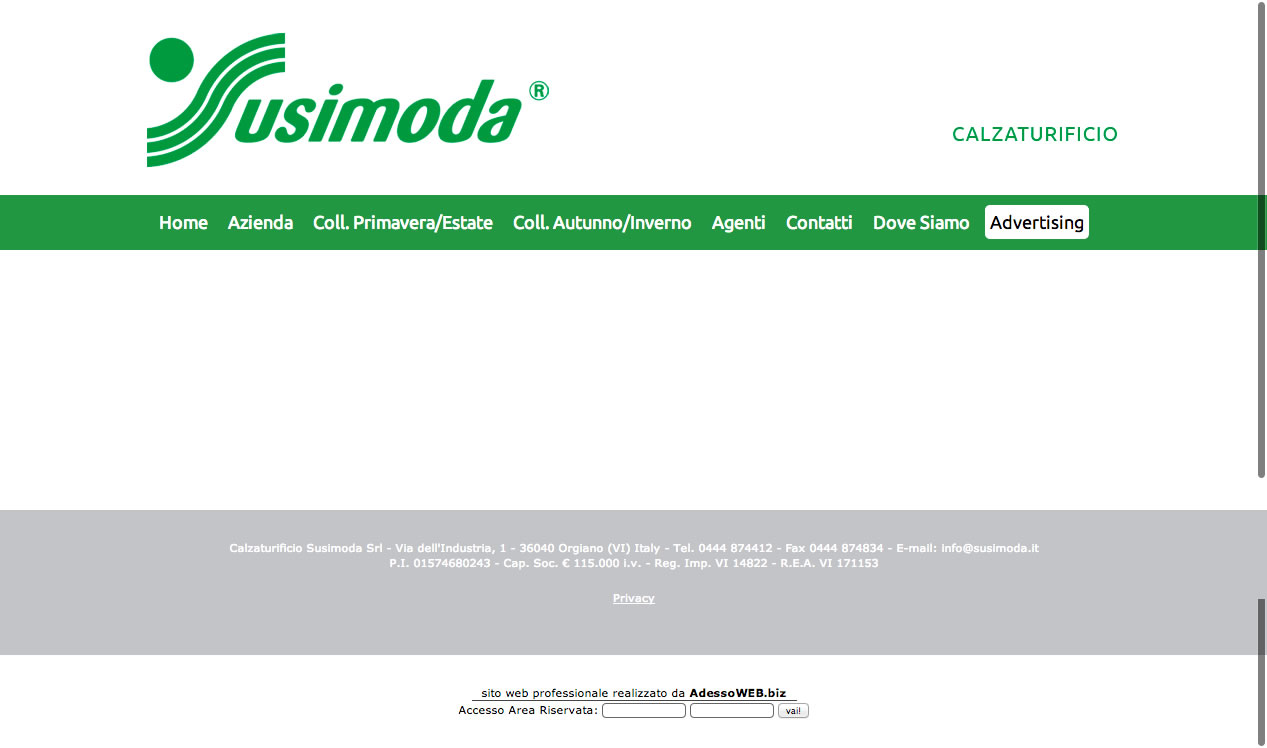 Susimoda ®
CALZATURIFICIO
Home Azienda Coll. Primavera/Estate Coll. Autunno/Inverno Agenti Contatti Dove Siamo Advertising
Calzaturificio Susimoda Srl - Via dell'Industria, 1 - 36040 Orgiano (VI) Italy - Tel. 0444 874412 - Fax 0444 874834 - E-mail: info@susimoda.it
P.I. 01574680243 - Cap. Soc. € 115.000 i.v. - Reg. Imp. VI 14822 - R.E.A. VI 171153
Privacy
sito web professionale realizzato da AdessoWEB.biz
Accesso Area Riservata: vai!